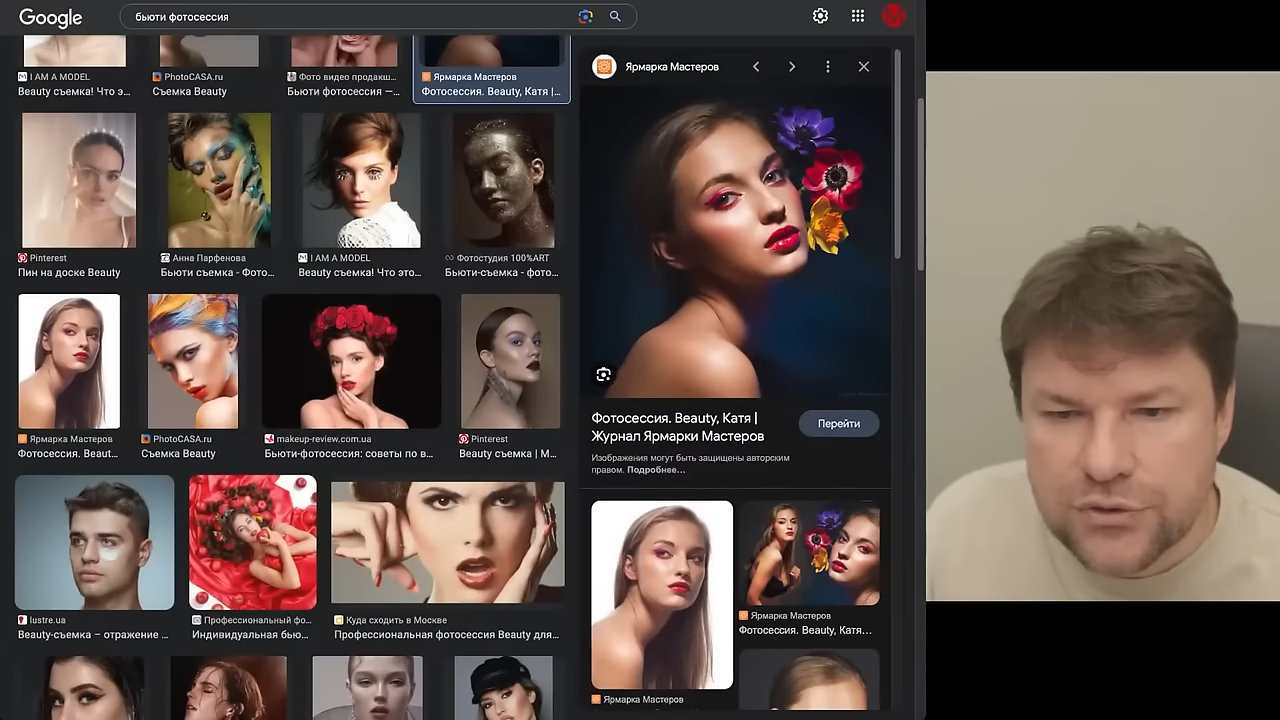 Google
бьюти фотосессия
I AM A MODEL
Beauty съемка! Что э...
PhotoCASA.ru
Съемка Beauty
Фото видео продакш...
Бьюти фотосессия —...
Ярмарка Мастеров
Фотосессия. Beauty, Катя |...
Pinterest
Пин на доске Beauty
Анна Парфенова
Бьюти съемка - Фото...
I AM A MODEL
Beauty съемка! Что это...
Фотостудия 100%ART
Бьюти-съемка - фото...
Ярмарка Мастеров
Фотосессия. Beaut...
PhotoCASA.ru
Съемка Beauty
makeup-review.com.ua
Бьюти-фотосессия: советы по в...
Pinterest
Beauty съемка | М...
lustre.ua
Beauty-съемка – отражение ...
Профессиональный фо...
Индивидуальная бью...
Куда сходить в Москве
Профессиональная фотосессия Beauty для...
Ярмарка Мастеров
Фотосессия. Beauty, Катя |
Журнал Ярмарки Мастеров
Перейти
Изображения могут быть защищены авторским
правом. Подробнее...
Ярмарка Мастеров
Ярмарка Мастеров
Фотосессия. Beauty, Катя...